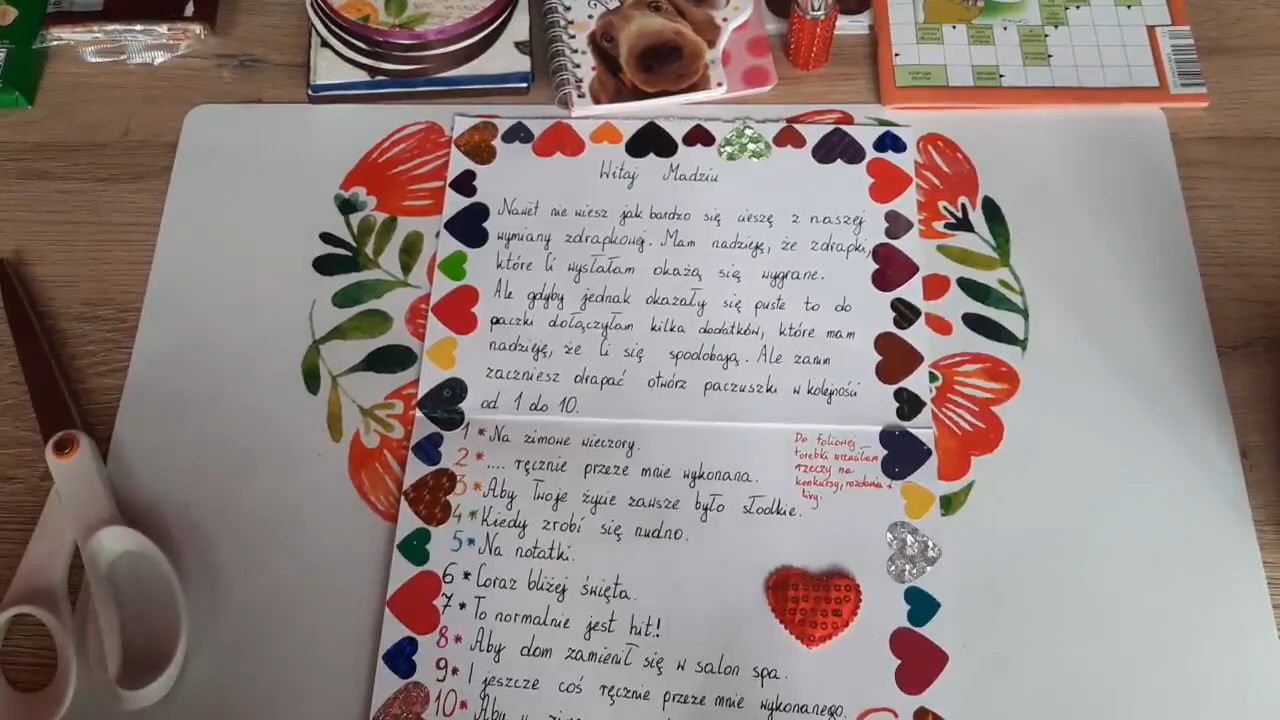 Witaj Madziu
Nawet nie wiesz jak bardzo się cieszę z naszej
wymiany zdrapkowej. Mam nadzieję, że zdrapki,
które Ci wysłałam okażą się wygrane.
Ale gdyby jednak okazały się puste to do
paczki dołączyłam kilka dodatków, które mam
nadzieję, że Ci się spodobają. Ale zanim
zaczniesz drapać otwórz paczuszki w kolejności
od 1 do 10.
1 * Na zimowe wieczory.
2 * .... ręcznie przeze mnie wykonana.
3 * Aby Twoje życie zawsze było słodkie.
4 * Kiedy zrobi się nudno.
5 * Na notatki.
6 * Coraz bliżej święta.
7 * To normalnie jest hit!
8 * Aby dom zamienił się w salon spa.
9 * I jeszcze coś ręcznie przeze mnie wykonanego.
10 * Aby w
Do foliowej
torebki wrzuciłam
rzeczy na
konkursy, rozdania +
livy.